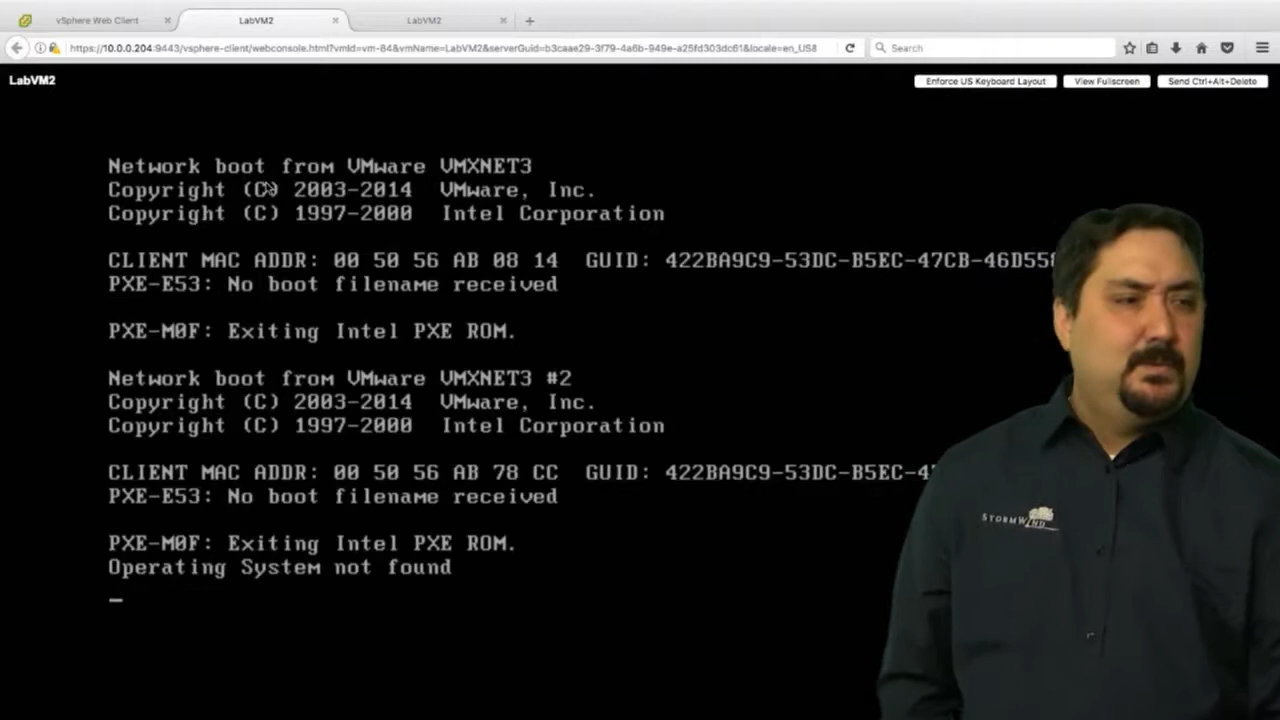 vSphere Web Client
LabVM2
LabVM2
https://10.0.0.204:9443/vsphere-client/webconsole.html?vmId=vm-84&vmName=LabVM2&serverGuid=b3caae29-3f79-4a6b-949e-a25fd303dc61&locale=en_US&
Search
LabVM2
Enforce US Keyboard Layout
View Fullscreen
Send Ctrl+Alt+Delete
Network boot from VMware VMXNET3
Copyright (C) 2003-2014 VMware, Inc.
Copyright (C) 1997-2000 Intel Corporation
CLIENT MAC ADDR: 00 50 56 AB 08 14 GUID: 422BA9C9-53DC-B5EC-47CB-46D558
PXE-E53: No boot filename received
PXE-M0F: Exiting Intel PXE ROM.
Network boot from VMware VMXNET3 #2
Copyright (C) 2003-2014 VMware, Inc.
Copyright (C) 1997-2000 Intel Corporation
CLIENT MAC ADDR: 00 50 56 AB 78 CC GUID: 422BA9C9-53DC-B5EC-4
PXE-E53: No boot filename received
PXE-M0F: Exiting Intel PXE ROM.
Operating System not found
STORMWIND